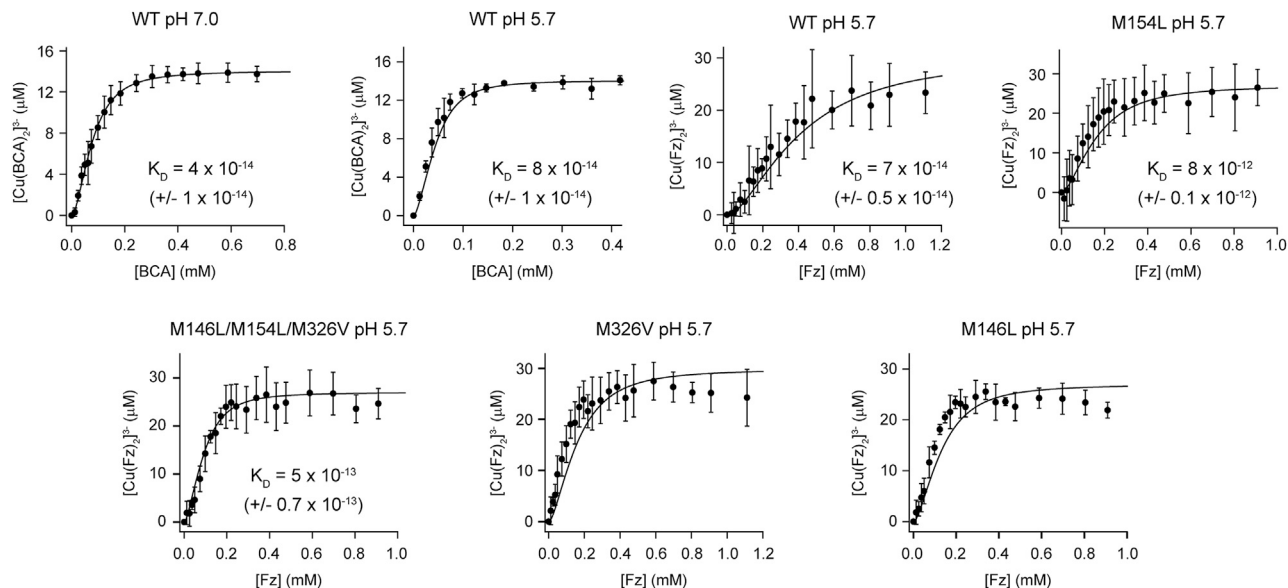 WT pH 7.0
[Cu(BCA)₂]³⁻ (μM)
16
12
8
4
0
K_D = 4 x 10⁻¹⁴
(+/- 1 x 10⁻¹⁴)
0.0 0.2 0.4 0.6 0.8
[BCA] (mM)
WT pH 5.7
[Cu(BCA)₂]³⁻ (μM)
16
12
8
4
0
K_D = 8 x 10⁻¹⁴
(+/- 1 x 10⁻¹⁴)
0.0 0.1 0.2 0.3 0.4
[BCA] (mM)
WT pH 5.7
[Cu(Fz)₂]³⁻ (μM)
30
20
10
0
K_D = 7 x 10⁻¹⁴
(+/- 0.5 x 10⁻¹⁴)
0.0 0.2 0.4 0.6 0.8 1.0 1.2
[Fz] (mM)
M154L pH 5.7
[Cu(Fz)₂]³⁻ (μM)
30
20
10
0
K_D = 8 x 10⁻¹²
(+/- 0.1 x 10⁻¹²)
0.0 0.2 0.4 0.6 0.8 1.0
[Fz] (mM)
M146L/M154L/M326V pH 5.7
[Cu(Fz)₂]³⁻ (μM)
30
20
10
0
K_D = 5 x 10⁻¹³
(+/- 0.7 x 10⁻¹³)
0.0 0.2 0.4 0.6 0.8 1.0
[Fz] (mM)
M326V pH 5.7
[Cu(Fz)₂]³⁻ (μM)
30
20
10
0
0.0 0.2 0.4 0.6 0.8 1.0 1.2
[Fz] (mM)
M146L pH 5.7
[Cu(Fz)₂]³⁻ (μM)
30
20
10
0
0.0 0.2 0.4 0.6 0.8 1.0
[Fz] (mM)